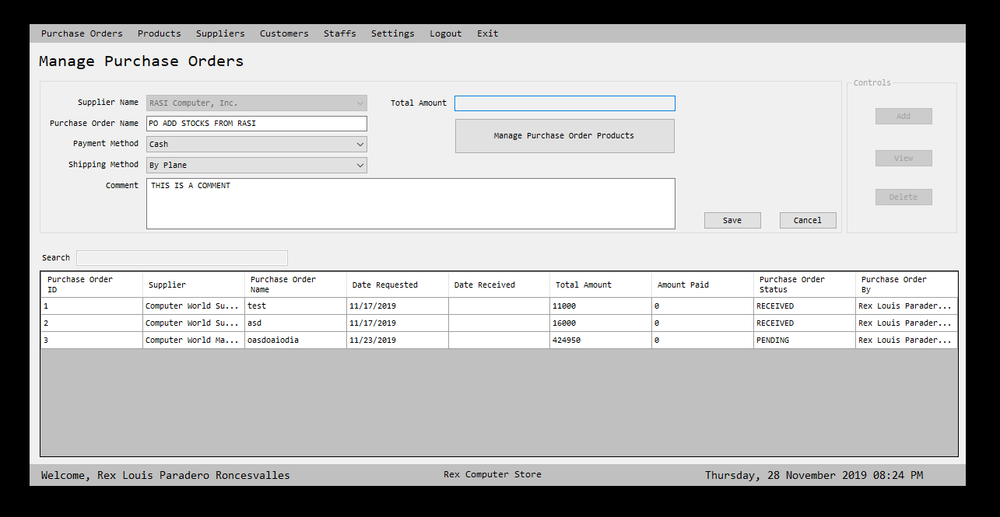 Purchase Orders Products Suppliers Customers Staffs Settings Logout Exit
Manage Purchase Orders
Controls
Supplier Name RASI Computer, Inc. Total Amount
Add
Purchase Order Name PO ADD STOCKS FROM RASI
Manage Purchase Order Products
Payment Method Cash
View
Shipping Method By Plane
Comment THIS IS A COMMENT
Delete
Save Cancel
Search
Purchase Order ID Supplier Purchase Order Name Date Requested Date Received Total Amount Amount Paid Purchase Order Status Purchase Order By
1 Computer World Su... test 11/17/2019 11000 0 RECEIVED Rex Louis Parader...
2 Computer World Su... asd 11/17/2019 16000 0 RECEIVED Rex Louis Parader...
3 Computer World Ma... oasdoaiodia 11/23/2019 424950 0 PENDING Rex Louis Parader...
Welcome, Rex Louis Paradero Roncesvalles Rex Computer Store Thursday, 28 November 2019 08:24 PM